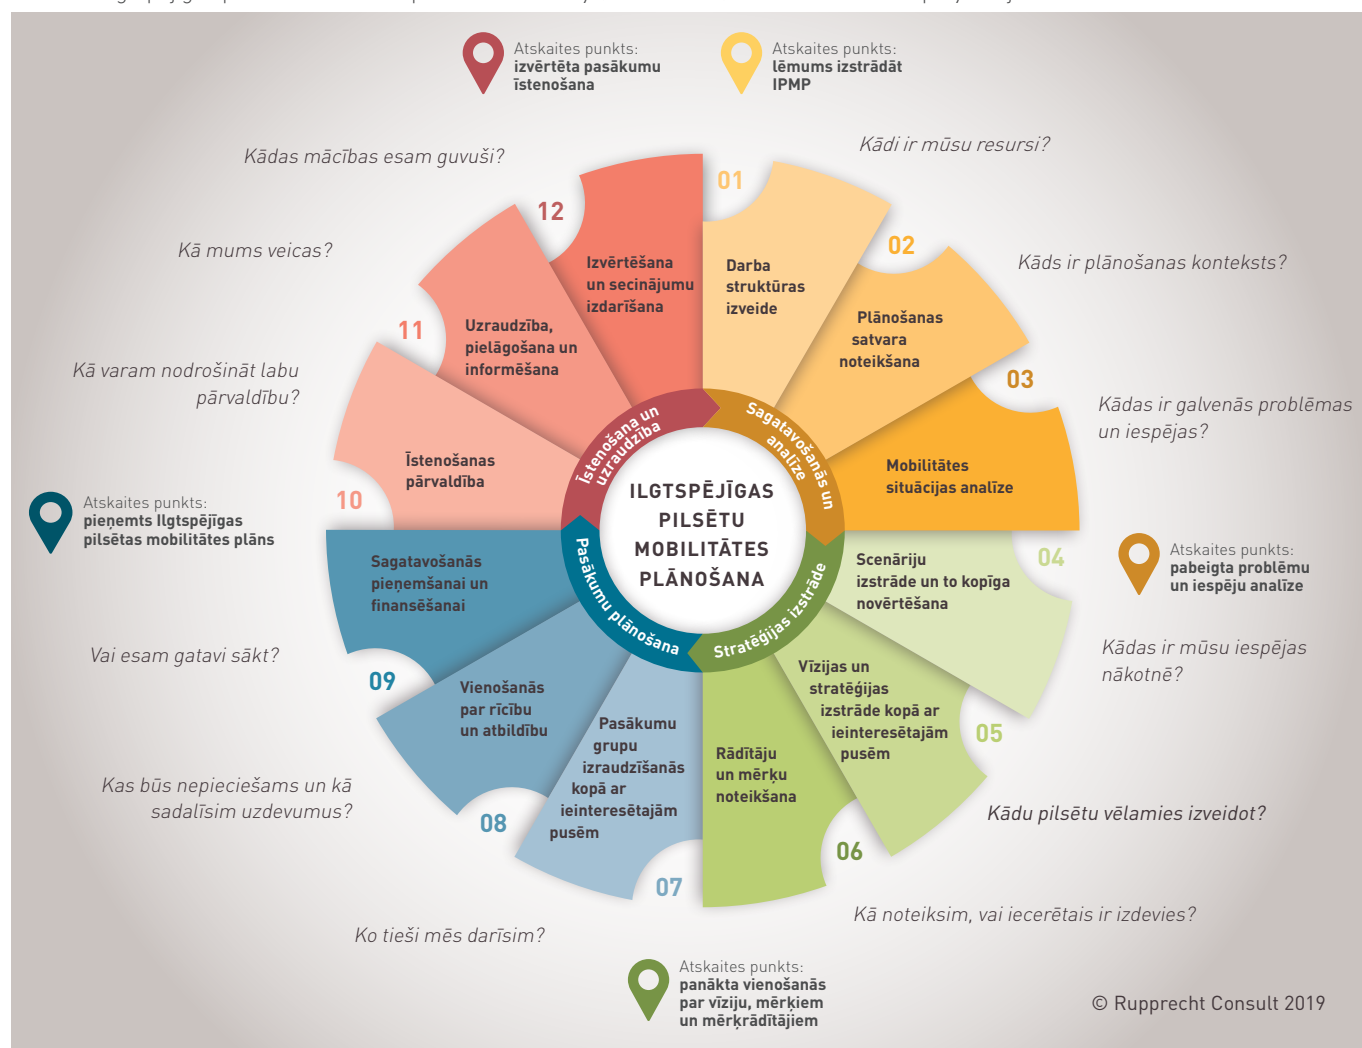 Atskaites punkts:
izvērtēta pasākumu
īstenošana
Atskaites punkts:
lēmums izstrādāt
IPMP
Kādas mācības esam guvuši?
Kādi ir mūsu resursi?
Kā mums veicas?
Kāds ir plānošanas konteksts?
Kā varam nodrošināt labu
pārvaldību?
Kādas ir galvenās problēmas
un iespējas?
01
Darba
struktūras
izveide
02
Plānošanas
satvara
noteikšana
03
Mobilitātes
situācijas analīze
04
Scenāriju
izstrāde un to kopīga
novērtēšana
05
Vīzijas un
stratēģijas
izstrāde kopā ar
ieinteresētajām
pusēm
06
Rādītāju
un mērķu
noteikšana
07
Pasākumu
grupu
izraudzīšanās
kopā ar
ieinteresētajām
pusēm
08
Vienošanās
par rīcību
un atbildību
09
Sagatavošanās
pieņemšanai un
finansēšanai
10
Īstenošanas
pārvaldība
11
Uzraudzība,
pielāgošana un
informēšana
12
Izvērtēšana
un secinājumu
izdarīšana
Sagatavošanās un
analīze
Stratēģijas izstrāde
Pasākumu plānošana
Īstenošana un
uzraudzība
ILGTSPĒJĪGAS
PILSĒTU
MOBILITĀTES
PLĀNOŠANA
Atskaites punkts:
pieņemts Ilgtspējīgas
pilsētas mobilitātes plāns
Atskaites punkts:
pabeigta problēmu
un iespēju analīze
Vai esam gatavi sākt?
Kādas ir mūsu iespējas
nākotnē?
Kas būs nepieciešams un kā
sadalīsim uzdevumus?
Kādu pilsētu vēlamies izveidot?
Ko tieši mēs darīsim?
Kā noteiksim, vai iecerētais ir izdevies?
Atskaites punkts:
panākta vienošanās
par vīziju, mērķiem
un mērķrādītājiem
© Rupprecht Consult 2019